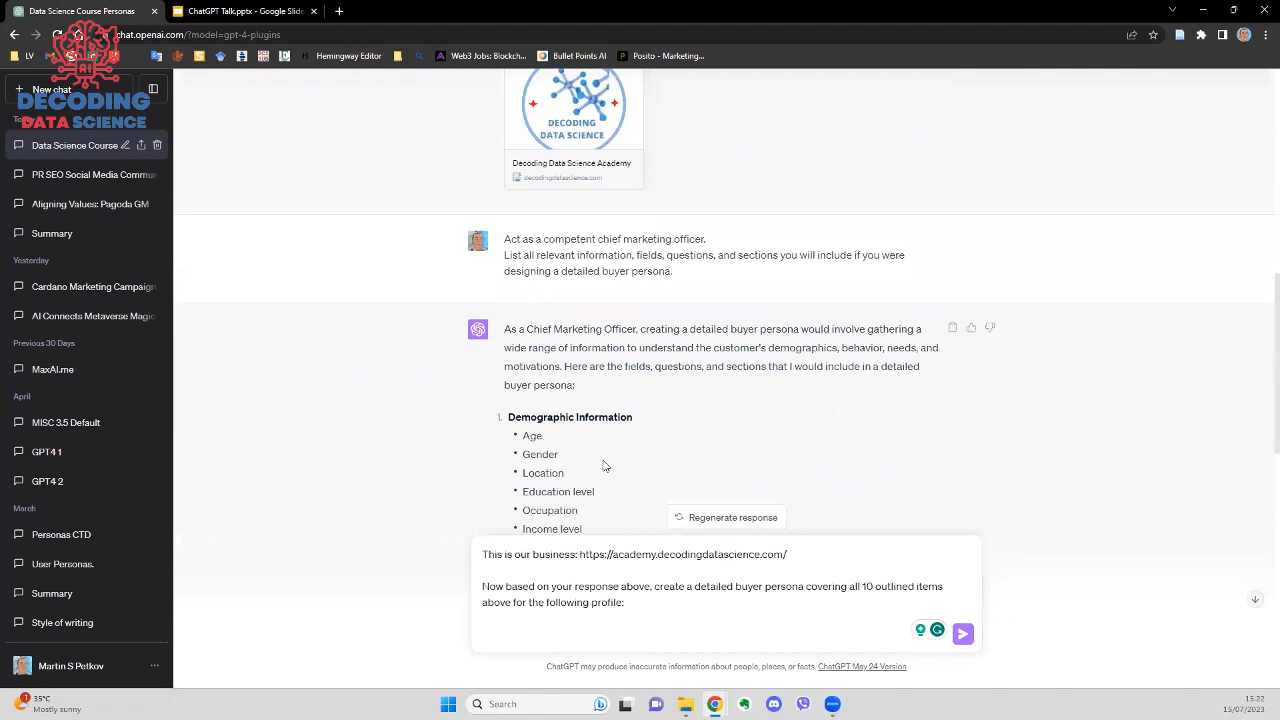 Data Science Course Persona
ChatGPT Talk.pptx - Google Slide
chat.openai.com/?model=gpt-4-plugins
LV
Hemingway Editor
Web3 Jobs: Blockch...
Bullet Points AI
Posito - Marketing...
AI
DECODING
DATA SCIENCE
New chat
Data Science Course
PR SEO Social Media Commun
Aligning Values: Pagoda GM
Summary
Yesterday
Cardano Marketing Campaign
AI Connects Metaverse Magic
Previous 30 Days
MaxAI.me
April
MISC 3.5 Default
GPT4 1
GPT4 2
March
Personas CTD
User Personas.
Summary
Style of writing
Martin S Petkov
DECODING
DATA SCIENCE
Decoding Data Science Academy
decodingdatascience.com
Act as a competent chief marketing officer.
List all relevant information, fields, questions, and sections you will include if you were
designing a detailed buyer persona.
As a Chief Marketing Officer, creating a detailed buyer persona would involve gathering a
wide range of information to understand the customer's demographics, behavior, needs, and
motivations. Here are the fields, questions, and sections that I would include in a detailed
buyer persona:
1. Demographic Information
• Age
• Gender
• Location
• Education level
• Occupation
• Income level
Regenerate response
This is our business: https://academy.decodingdatascience.com/
Now based on your response above, create a detailed buyer persona covering all 10 outlined items
above for the following profile:
ChatGPT may produce inaccurate information about people, places, or facts. ChatGPT May 24 Version
1
35°C
Mostly sunny
Search
zoom
15:22
15/07/2023